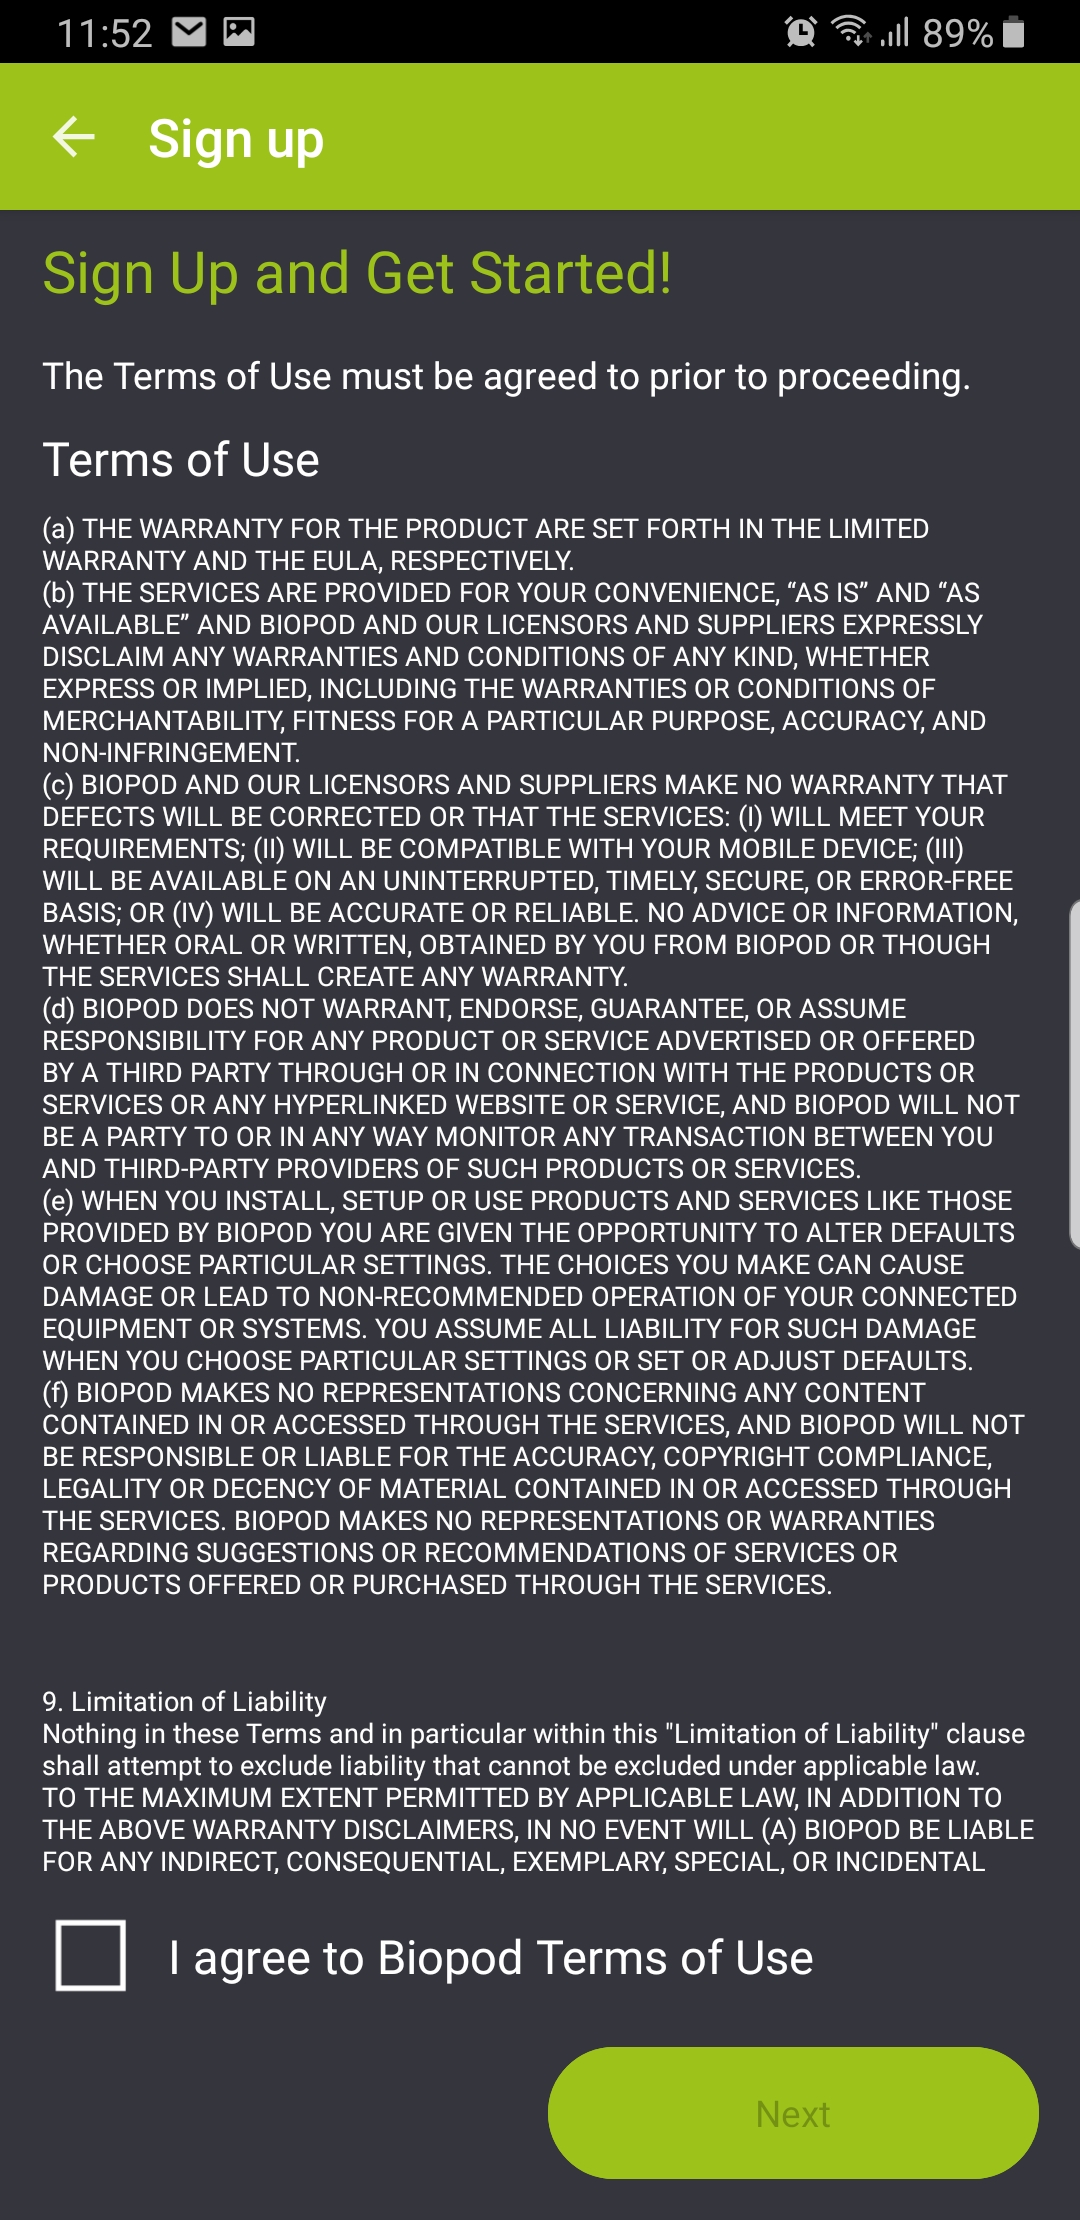 11:52
89%
Sign up
Sign Up and Get Started!
The Terms of Use must be agreed to prior to proceeding.
Terms of Use
(a) THE WARRANTY FOR THE PRODUCT ARE SET FORTH IN THE LIMITED
WARRANTY AND THE EULA, RESPECTIVELY.
(b) THE SERVICES ARE PROVIDED FOR YOUR CONVENIENCE, “AS IS” AND “AS
AVAILABLE” AND BIOPOD AND OUR LICENSORS AND SUPPLIERS EXPRESSLY
DISCLAIM ANY WARRANTIES AND CONDITIONS OF ANY KIND, WHETHER
EXPRESS OR IMPLIED, INCLUDING THE WARRANTIES OR CONDITIONS OF
MERCHANTABILITY, FITNESS FOR A PARTICULAR PURPOSE, ACCURACY, AND
NON-INFRINGEMENT.
(c) BIOPOD AND OUR LICENSORS AND SUPPLIERS MAKE NO WARRANTY THAT
DEFECTS WILL BE CORRECTED OR THAT THE SERVICES: (I) WILL MEET YOUR
REQUIREMENTS; (II) WILL BE COMPATIBLE WITH YOUR MOBILE DEVICE; (III)
WILL BE AVAILABLE ON AN UNINTERRUPTED, TIMELY, SECURE, OR ERROR-FREE
BASIS; OR (IV) WILL BE ACCURATE OR RELIABLE. NO ADVICE OR INFORMATION,
WHETHER ORAL OR WRITTEN, OBTAINED BY YOU FROM BIOPOD OR THOUGH
THE SERVICES SHALL CREATE ANY WARRANTY.
(d) BIOPOD DOES NOT WARRANT, ENDORSE, GUARANTEE, OR ASSUME
RESPONSIBILITY FOR ANY PRODUCT OR SERVICE ADVERTISED OR OFFERED
BY A THIRD PARTY THROUGH OR IN CONNECTION WITH THE PRODUCTS OR
SERVICES OR ANY HYPERLINKED WEBSITE OR SERVICE, AND BIOPOD WILL NOT
BE A PARTY TO OR IN ANY WAY MONITOR ANY TRANSACTION BETWEEN YOU
AND THIRD-PARTY PROVIDERS OF SUCH PRODUCTS OR SERVICES.
(e) WHEN YOU INSTALL, SETUP OR USE PRODUCTS AND SERVICES LIKE THOSE
PROVIDED BY BIOPOD YOU ARE GIVEN THE OPPORTUNITY TO ALTER DEFAULTS
OR CHOOSE PARTICULAR SETTINGS. THE CHOICES YOU MAKE CAN CAUSE
DAMAGE OR LEAD TO NON-RECOMMENDED OPERATION OF YOUR CONNECTED
EQUIPMENT OR SYSTEMS. YOU ASSUME ALL LIABILITY FOR SUCH DAMAGE
WHEN YOU CHOOSE PARTICULAR SETTINGS OR SET OR ADJUST DEFAULTS.
(f) BIOPOD MAKES NO REPRESENTATIONS CONCERNING ANY CONTENT
CONTAINED IN OR ACCESSED THROUGH THE SERVICES, AND BIOPOD WILL NOT
BE RESPONSIBLE OR LIABLE FOR THE ACCURACY, COPYRIGHT COMPLIANCE,
LEGALITY OR DECENCY OF MATERIAL CONTAINED IN OR ACCESSED THROUGH
THE SERVICES. BIOPOD MAKES NO REPRESENTATIONS OR WARRANTIES
REGARDING SUGGESTIONS OR RECOMMENDATIONS OF SERVICES OR
PRODUCTS OFFERED OR PURCHASED THROUGH THE SERVICES.
9. Limitation of Liability
Nothing in these Terms and in particular within this "Limitation of Liability" clause
shall attempt to exclude liability that cannot be excluded under applicable law.
TO THE MAXIMUM EXTENT PERMITTED BY APPLICABLE LAW, IN ADDITION TO
THE ABOVE WARRANTY DISCLAIMERS, IN NO EVENT WILL (A) BIOPOD BE LIABLE
FOR ANY INDIRECT, CONSEQUENTIAL, EXEMPLARY, SPECIAL, OR INCIDENTAL
I agree to Biopod Terms of Use
Next